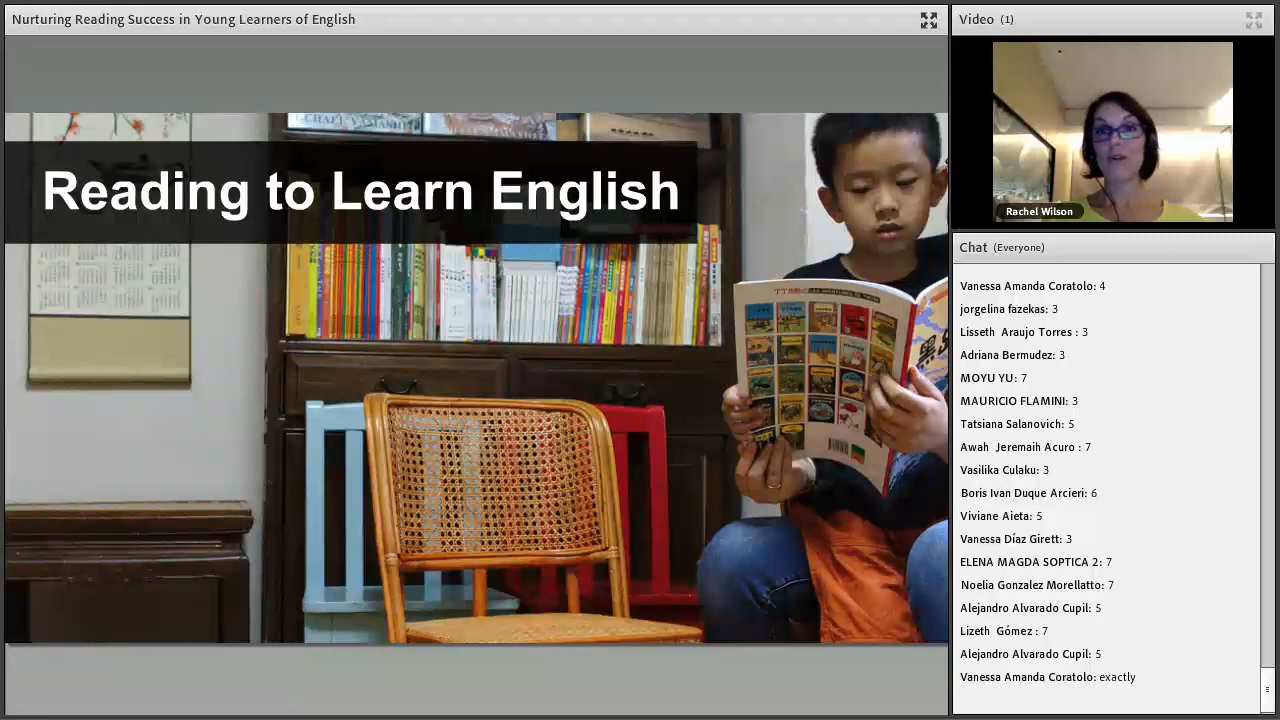 Nurturing Reading Success in Young Learners of English
Reading to Learn English
Video (1)
Rachel Wilson
Chat (Everyone)
Vanessa Amanda Coratolo: 4
jorgelina fazekas: 3
Lisseth  Araujo Torres : 3
Adriana Bermudez: 3
MOYU YU: 7
MAURICIO FLAMINI: 3
Tatsiana Salanovich: 5
Awah  Jeremaih Acuro : 7
Vasilika Culaku: 3
Boris Ivan Duque Arcieri: 6
Viviane Aieta: 5
Vanessa Díaz Girett: 3
ELENA MAGDA SOPTICA 2: 7
Noelia Gonzalez Morellatto: 7
Alejandro Alvarado Cupil: 5
Lizeth  Gómez : 7
Alejandro Alvarado Cupil: 5
Vanessa Amanda Coratolo: exactly